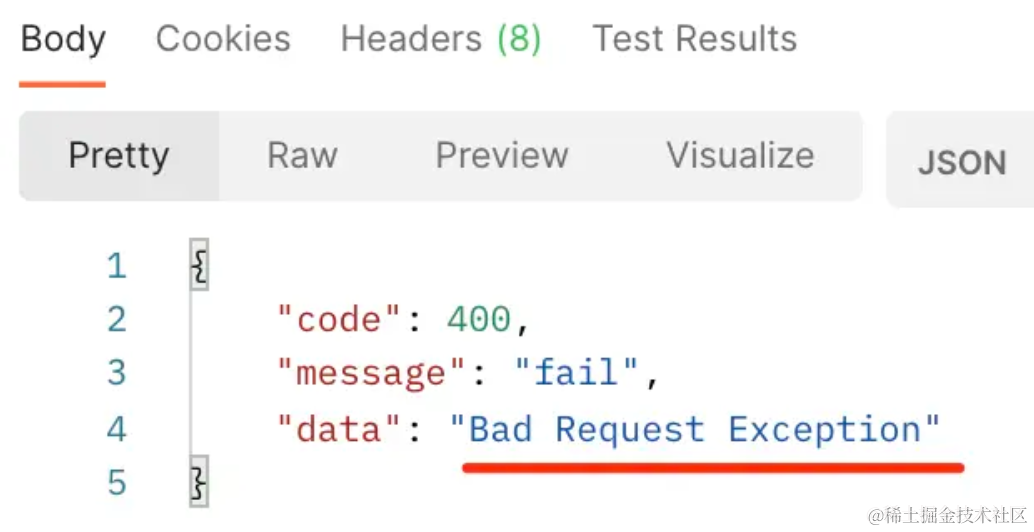 Body Cookies Headers (8) Test Results
Pretty Raw Preview Visualize JSON
1 {
2 "code": 400,
3 "message": "fail",
4 "data": "Bad Request Exception"
5 }
@稀土掘金技术社区